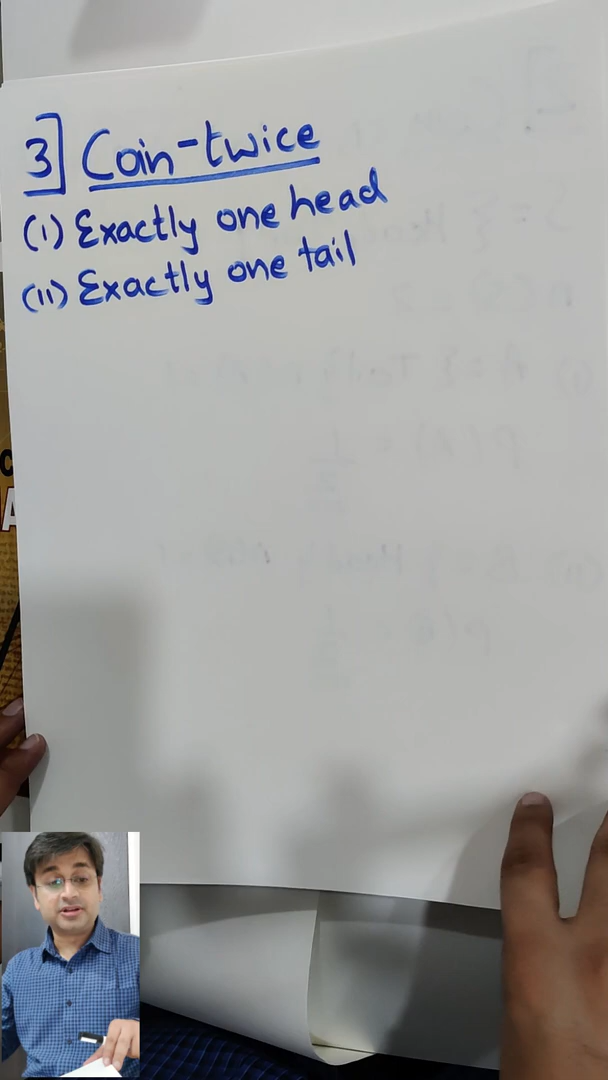 3] Coin-twice
(i) Exactly one head
(ii) Exactly one tail